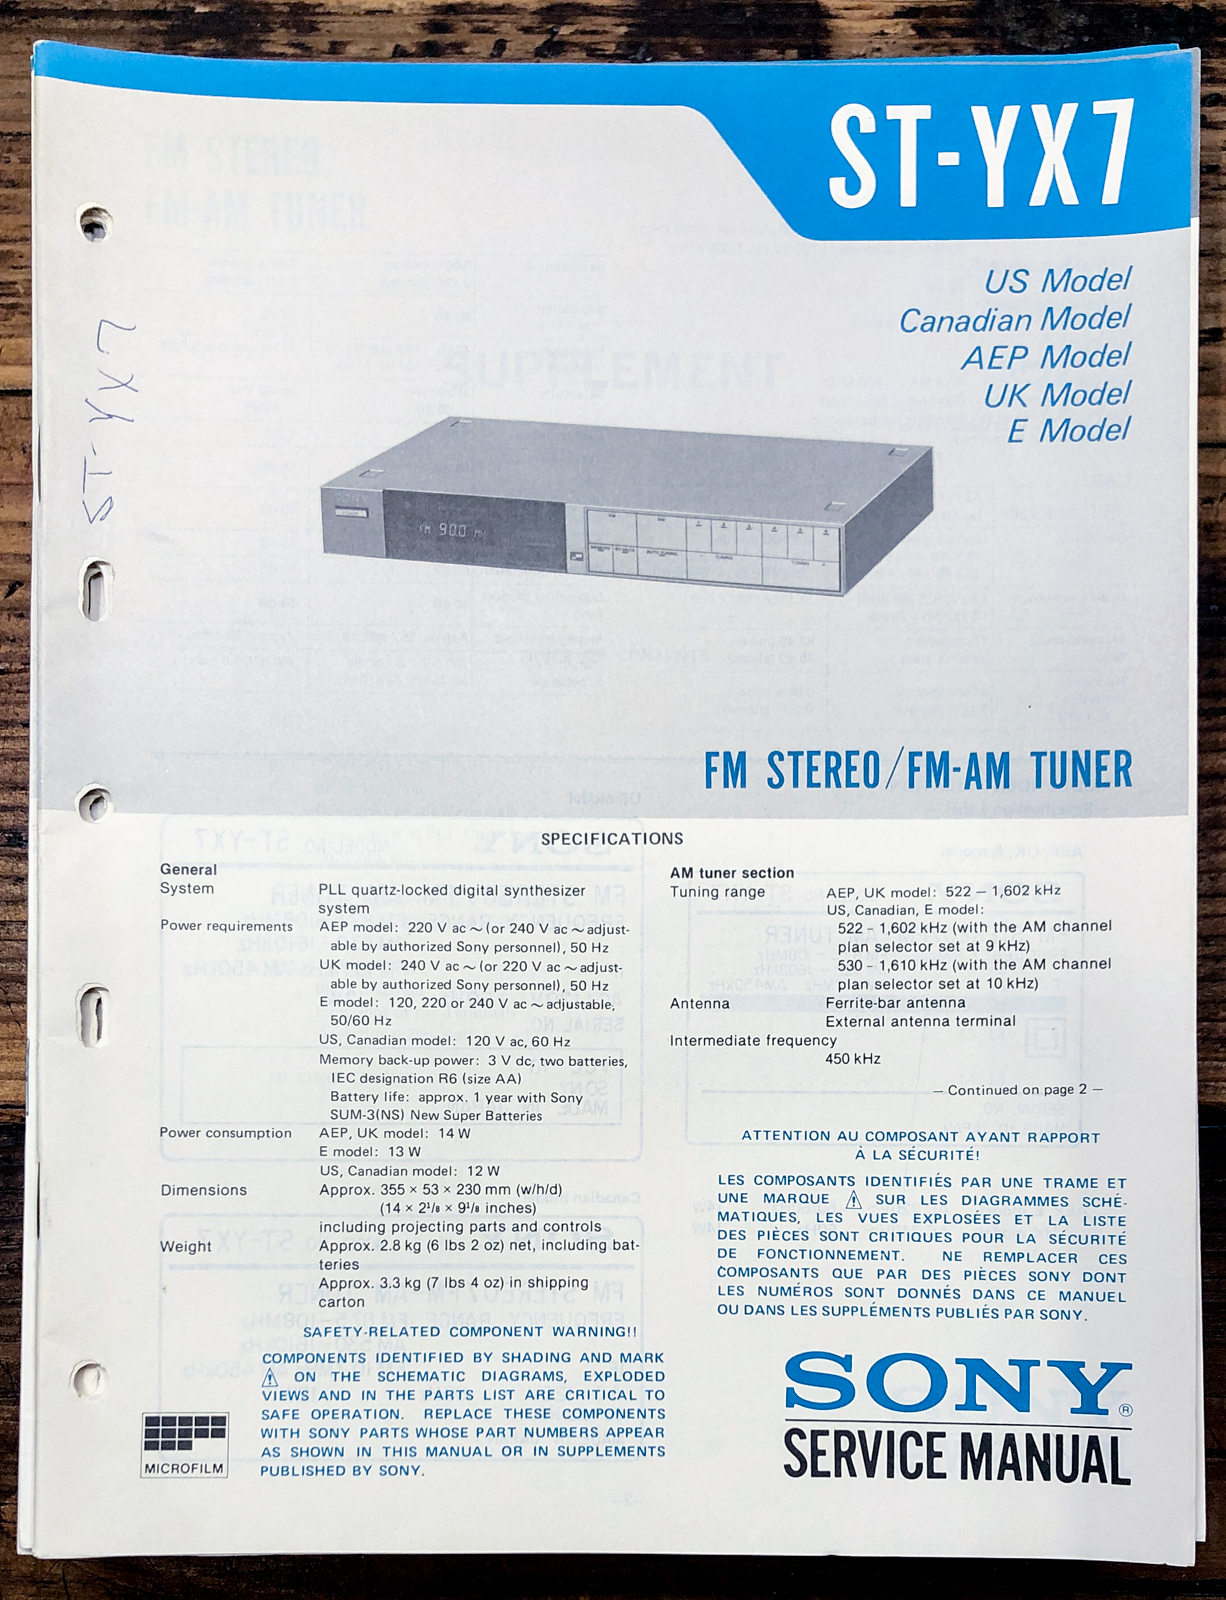 ST-YX7
US Model
Canadian Model
AEP Model
UK Model
E Model
ST-YX7
SONY
FM 90.0
FM STEREO/FM-AM TUNER
SPECIFICATIONS
General
System PLL quartz-locked digital synthesizer
system
Power requirements AEP model: 220 V ac ~ (or 240 V ac ~ adjust-
able by authorized Sony personnel), 50 Hz
UK model: 240 V ac ~ (or 220 V ac ~ adjust-
able by authorized Sony personnel), 50 Hz
E model: 120, 220 or 240 V ac ~ adjustable,
50/60 Hz
US, Canadian model: 120 V ac, 60 Hz
Memory back-up power: 3 V dc, two batteries,
IEC designation R6 (size AA)
Battery life: approx. 1 year with Sony
SUM-3(NS) New Super Batteries
Power consumption AEP, UK model: 14 W
E model: 13 W
US, Canadian model: 12 W
Dimensions Approx. 355 × 53 × 230 mm (w/h/d)
(14 × 2 1/8 × 9 1/8 inches)
including projecting parts and controls
Weight Approx. 2.8 kg (6 lbs 2 oz) net, including bat-
teries
Approx. 3.3 kg (7 lbs 4 oz) in shipping
carton
AM tuner section
Tuning range AEP, UK model: 522 – 1,602 kHz
US, Canadian, E model:
522 - 1,602 kHz (with the AM channel
plan selector set at 9 kHz)
530 - 1,610 kHz (with the AM channel
plan selector set at 10 kHz)
Antenna Ferrite-bar antenna
External antenna terminal
Intermediate frequency
450 kHz
— Continued on page 2 —
SAFETY-RELATED COMPONENT WARNING!!
COMPONENTS IDENTIFIED BY SHADING AND MARK
⚠ ON THE SCHEMATIC DIAGRAMS, EXPLODED
VIEWS AND IN THE PARTS LIST ARE CRITICAL TO
SAFE OPERATION. REPLACE THESE COMPONENTS
WITH SONY PARTS WHOSE PART NUMBERS APPEAR
AS SHOWN IN THIS MANUAL OR IN SUPPLEMENTS
PUBLISHED BY SONY.
ATTENTION AU COMPOSANT AYANT RAPPORT
À LA SÉCURITÉ!
LES COMPOSANTS IDENTIFIÉS PAR UNE TRAME ET
UNE MARQUE ⚠ SUR LES DIAGRAMMES SCHÉ-
MATIQUES, LES VUES EXPLOSÉES ET LA LISTE
DES PIÈCES SONT CRITIQUES POUR LA SÉCURITÉ
DE FONCTIONNEMENT. NE REMPLACER CES
COMPOSANTS QUE PAR DES PIÈCES SONY DONT
LES NUMÉROS SONT DONNÉS DANS CE MANUEL
OU DANS LES SUPPLÉMENTS PUBLIÉS PAR SONY.
MICROFILM
SONY®
SERVICE MANUAL